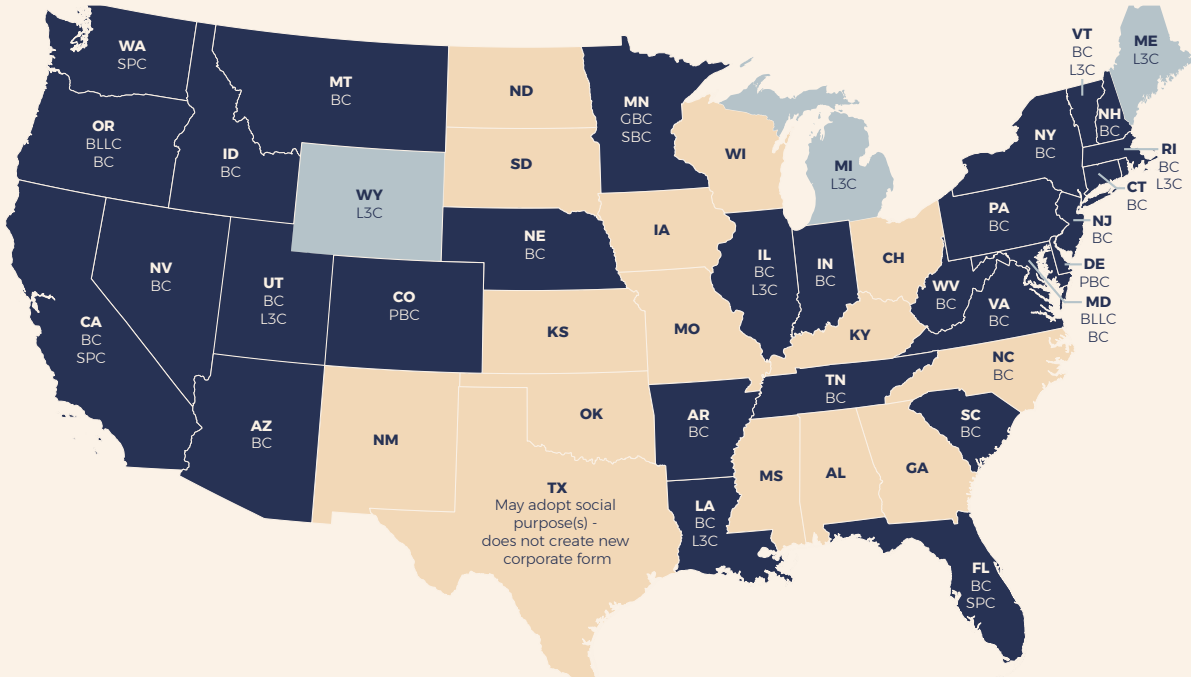 WA
SPC
OR
BLLC
BC
CA
BC
SPC
NV
BC
ID
BC
MT
BC
WY
L3C
UT
BC
L3C
CO
PBC
AZ
BC
NM
ND
SD
NE
BC
KS
OK
TX
May adopt social
purpose(s) -
does not create new
corporate form
MN
GBC
SBC
IA
MO
AR
BC
LA
BC
L3C
WI
IL
BC
L3C
MI
L3C
IN
BC
CH
KY
TN
BC
MS
AL
GA
FL
BC
SPC
SC
BC
NC
BC
VA
BC
WV
BC
PA
BC
NY
BC
VT
BC
L3C
NH
BC
ME
L3C
RI
BC
L3C
CT
BC
NJ
BC
DE
PBC
MD
BLLC
BC